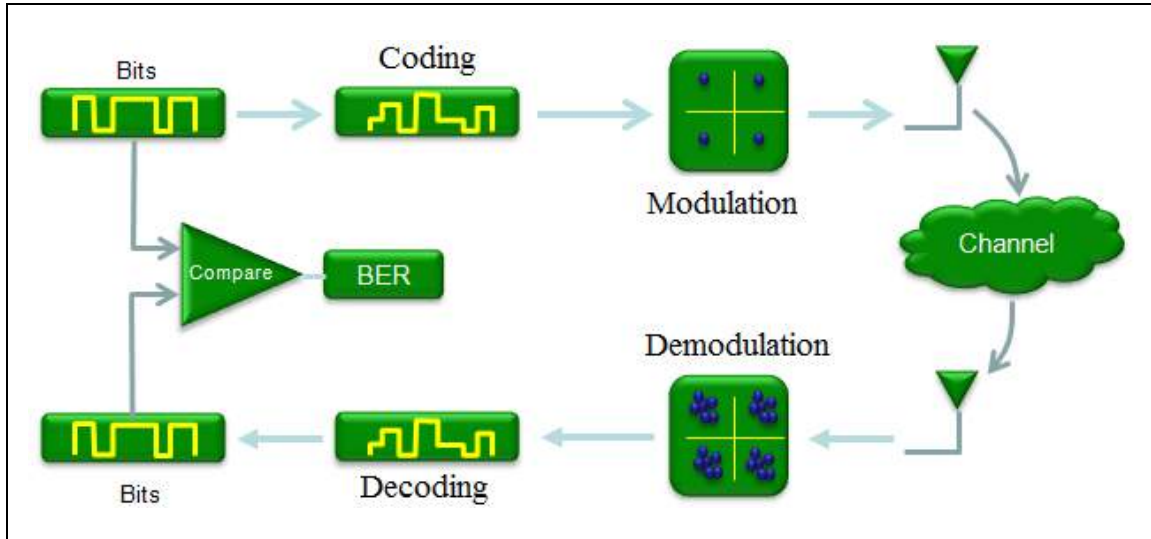 Bits
Coding
Modulation
Channel
Compare
BER
Demodulation
Decoding
Bits